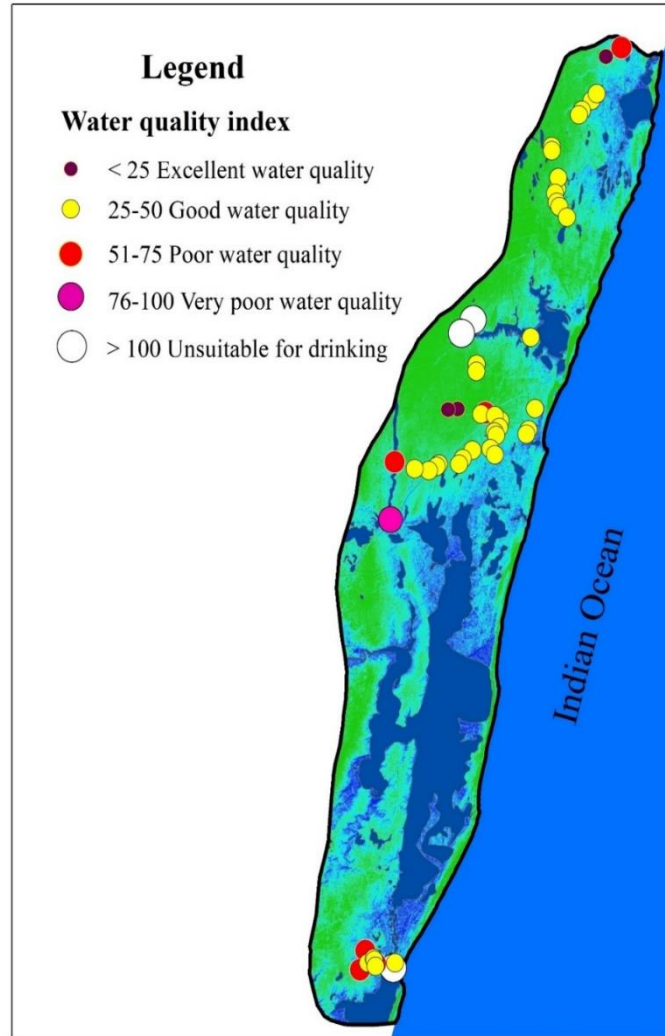 Legend
Water quality index
< 25 Excellent water quality
25-50 Good water quality
51-75 Poor water quality
76-100 Very poor water quality
> 100 Unsuitable for drinking
Indian Ocean